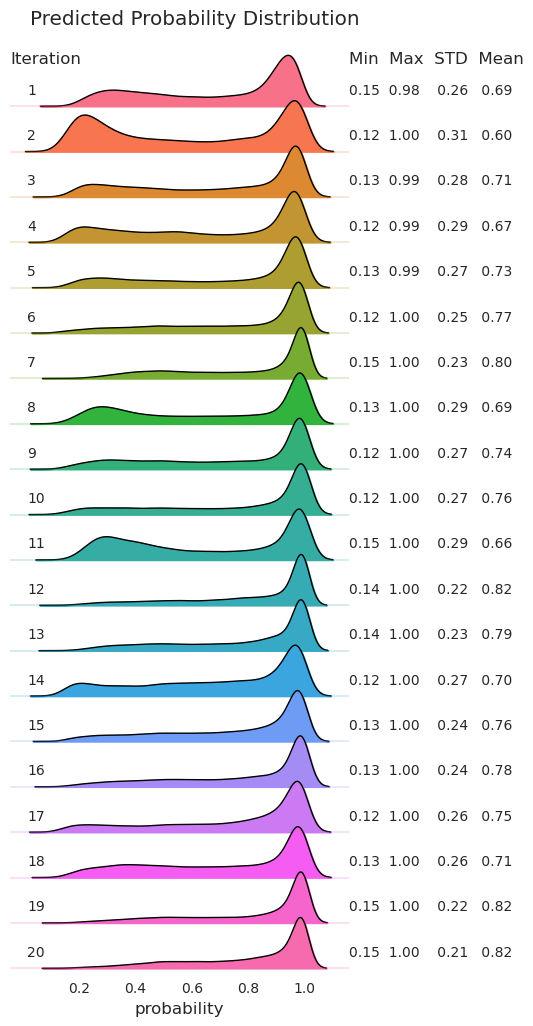 Predicted Probability Distribution
Iteration Min Max STD Mean
1 0.15 0.98 0.26 0.69
2 0.12 1.00 0.31 0.60
3 0.13 0.99 0.28 0.71
4 0.12 0.99 0.29 0.67
5 0.13 0.99 0.27 0.73
6 0.12 1.00 0.25 0.77
7 0.15 1.00 0.23 0.80
8 0.13 1.00 0.29 0.69
9 0.12 1.00 0.27 0.74
10 0.12 1.00 0.27 0.76
11 0.15 1.00 0.29 0.66
12 0.14 1.00 0.22 0.82
13 0.14 1.00 0.23 0.79
14 0.12 1.00 0.27 0.70
15 0.13 1.00 0.24 0.76
16 0.13 1.00 0.24 0.78
17 0.12 1.00 0.26 0.75
18 0.13 1.00 0.26 0.71
19 0.15 1.00 0.22 0.82
20 0.15 1.00 0.21 0.82
0.2 0.4 0.6 0.8 1.0
probability